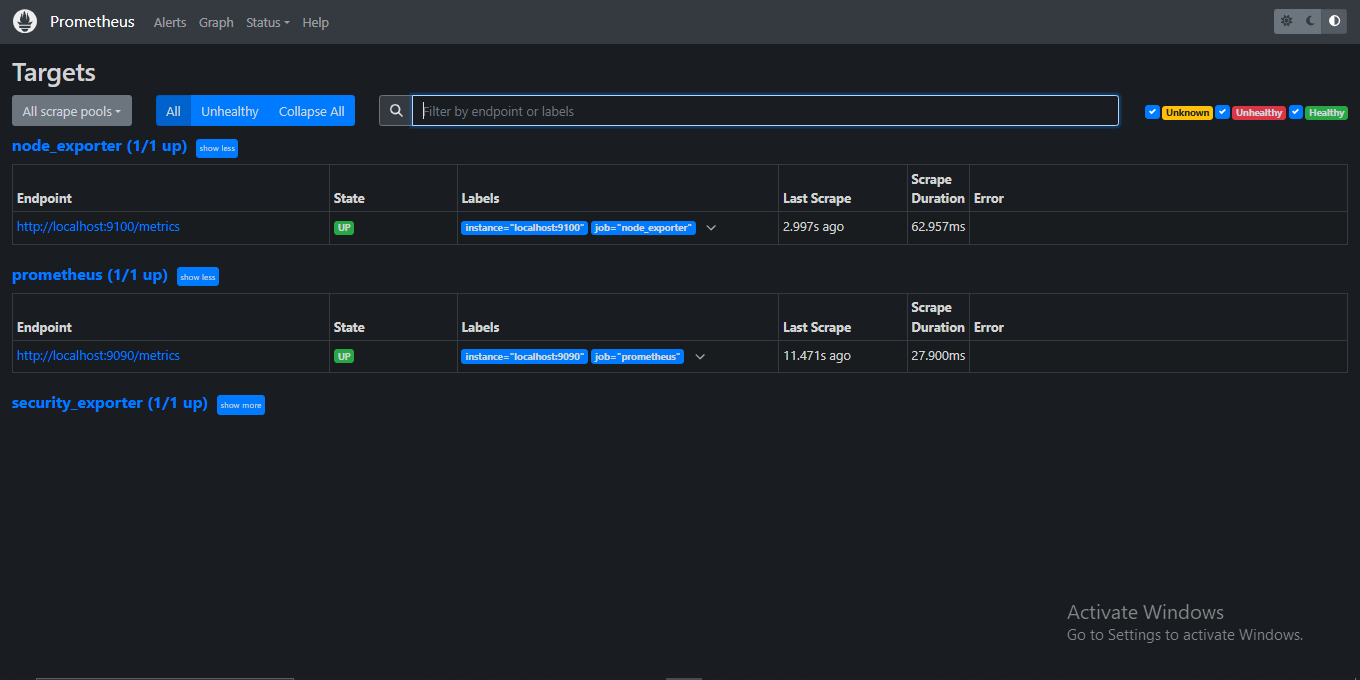 Prometheus Alerts Graph Status Help
Targets
All scrape pools All Unhealthy Collapse All Filter by endpoint or labels Unknown Unhealthy Healthy
node_exporter (1/1 up) show less
Endpoint State Labels Last Scrape Scrape Duration Error
http://localhost:9100/metrics UP instance="localhost:9100" job="node_exporter" 2.997s ago 62.957ms
prometheus (1/1 up) show less
Endpoint State Labels Last Scrape Scrape Duration Error
http://localhost:9090/metrics UP instance="localhost:9090" job="prometheus" 11.471s ago 27.900ms
security_exporter (1/1 up) show more
Activate Windows
Go to Settings to activate Windows.